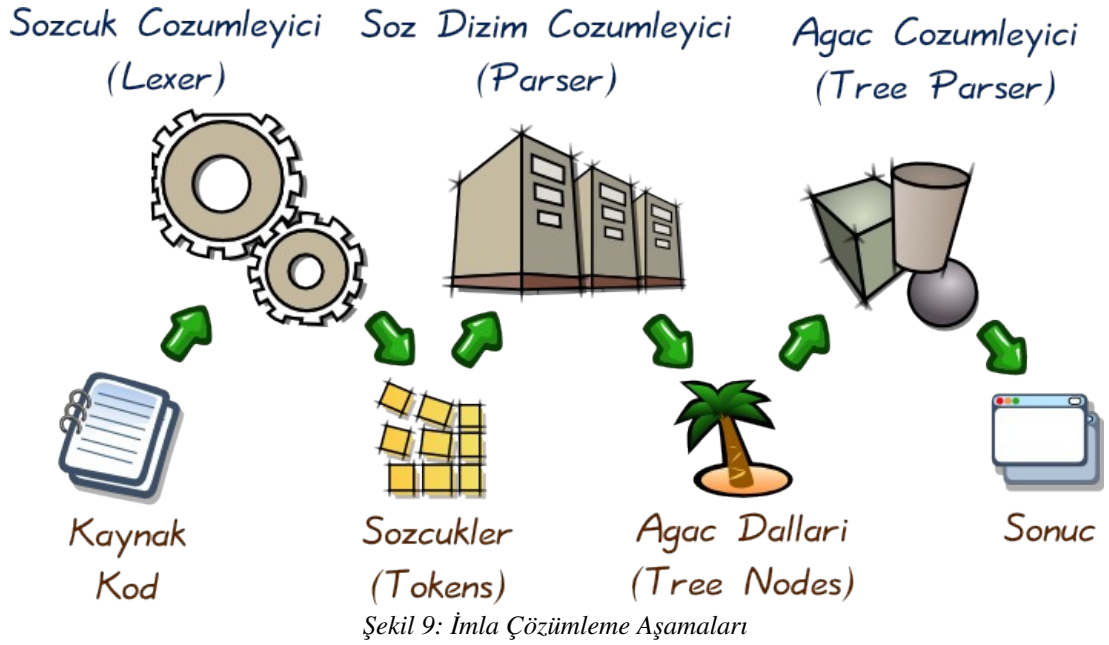 Sozcuk Cozumleyici
(Lexer)
Soz Dizim Cozumleyici
(Parser)
Agac Cozumleyici
(Tree Parser)
Kaynak
Kod
Sozcukler
(Tokens)
Agac Dallari
(Tree Nodes)
Sonuc
Şekil 9: İmla Çözümleme Aşamaları